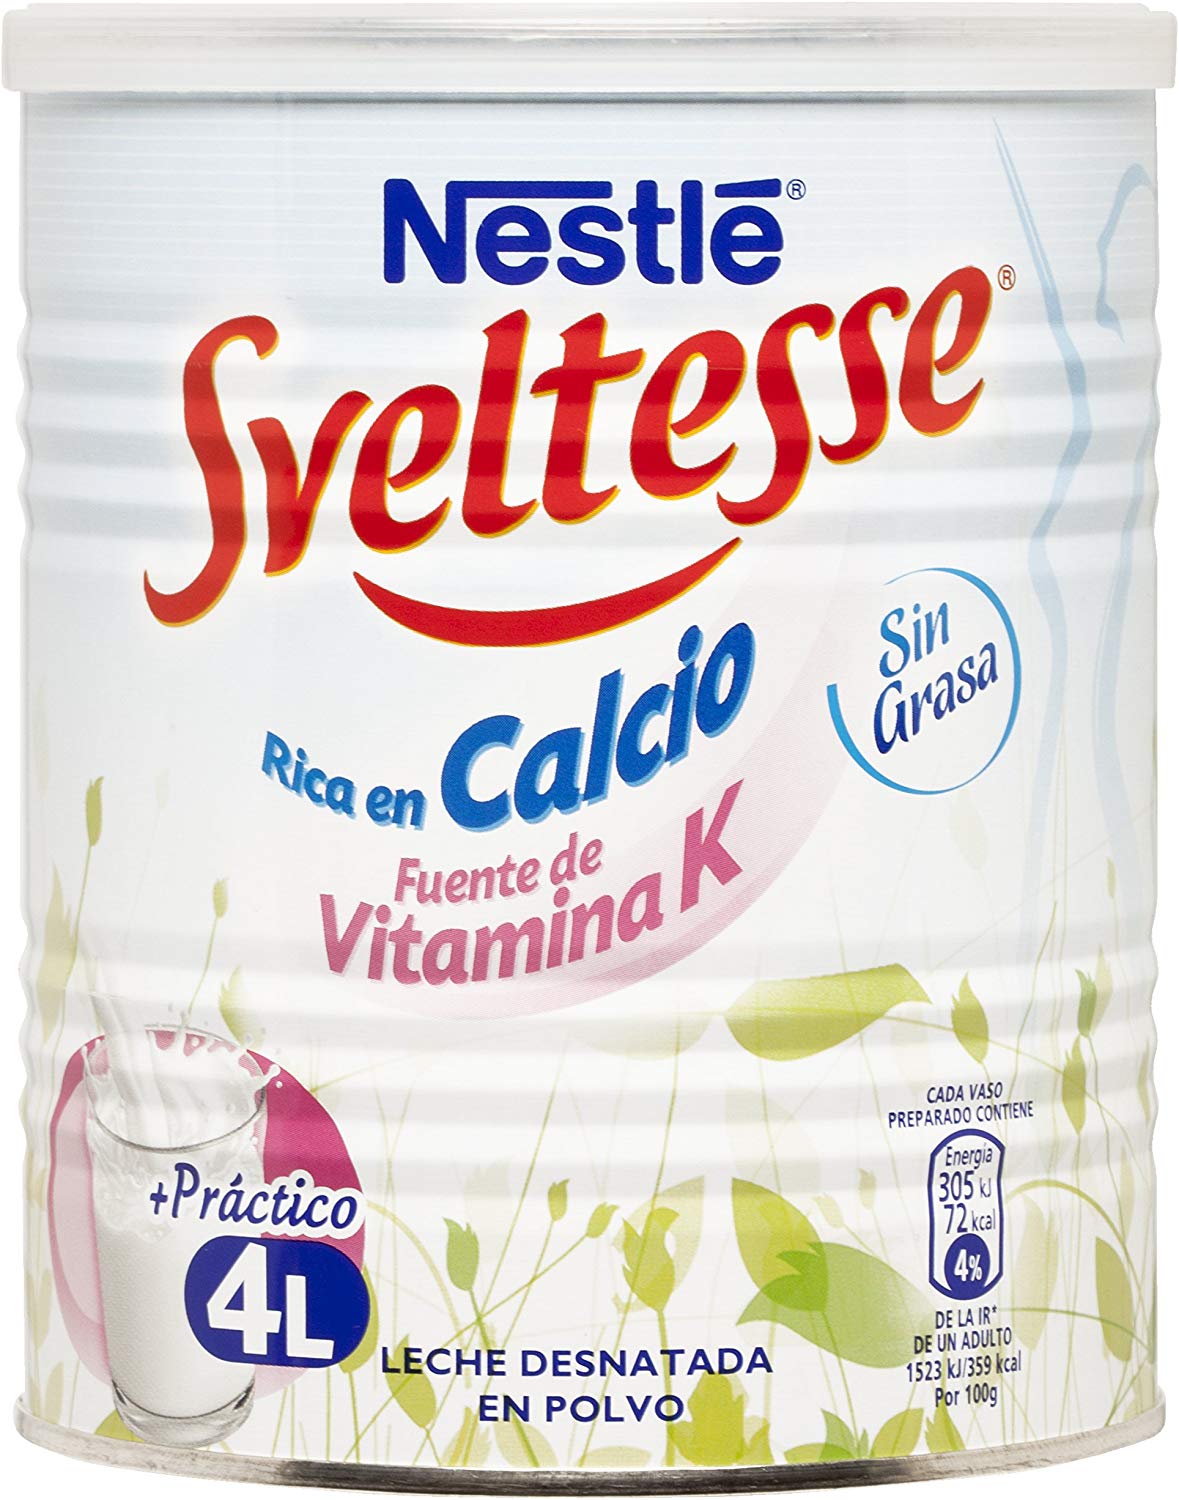 Nestlé®
Sveltesse®
Sin
Grasa
Rica en Calcio
Fuente de
Vitamina K
CADA VASO
PREPARADO CONTIENE
Energía
305 kJ
72 kcal
4%
DE LA IR*
DE UN ADULTO
1523 kJ/359 kcal
Por 100g
+Práctico
4L
LECHE DESNATADA
EN POLVO